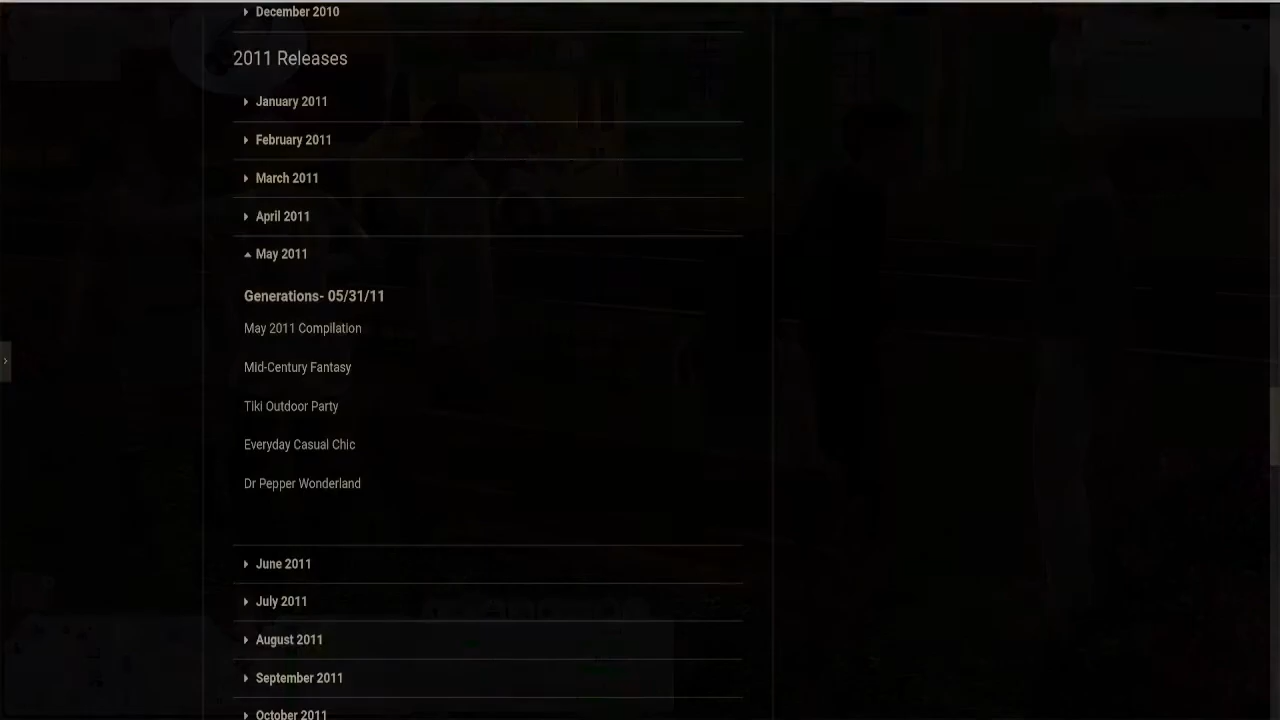 December 2010
2011 Releases
January 2011
February 2011
March 2011
April 2011
May 2011
Generations- 05/31/11
May 2011 Compilation
Mid-Century Fantasy
Tiki Outdoor Party
Everyday Casual Chic
Dr Pepper Wonderland
June 2011
July 2011
August 2011
September 2011
October 2011